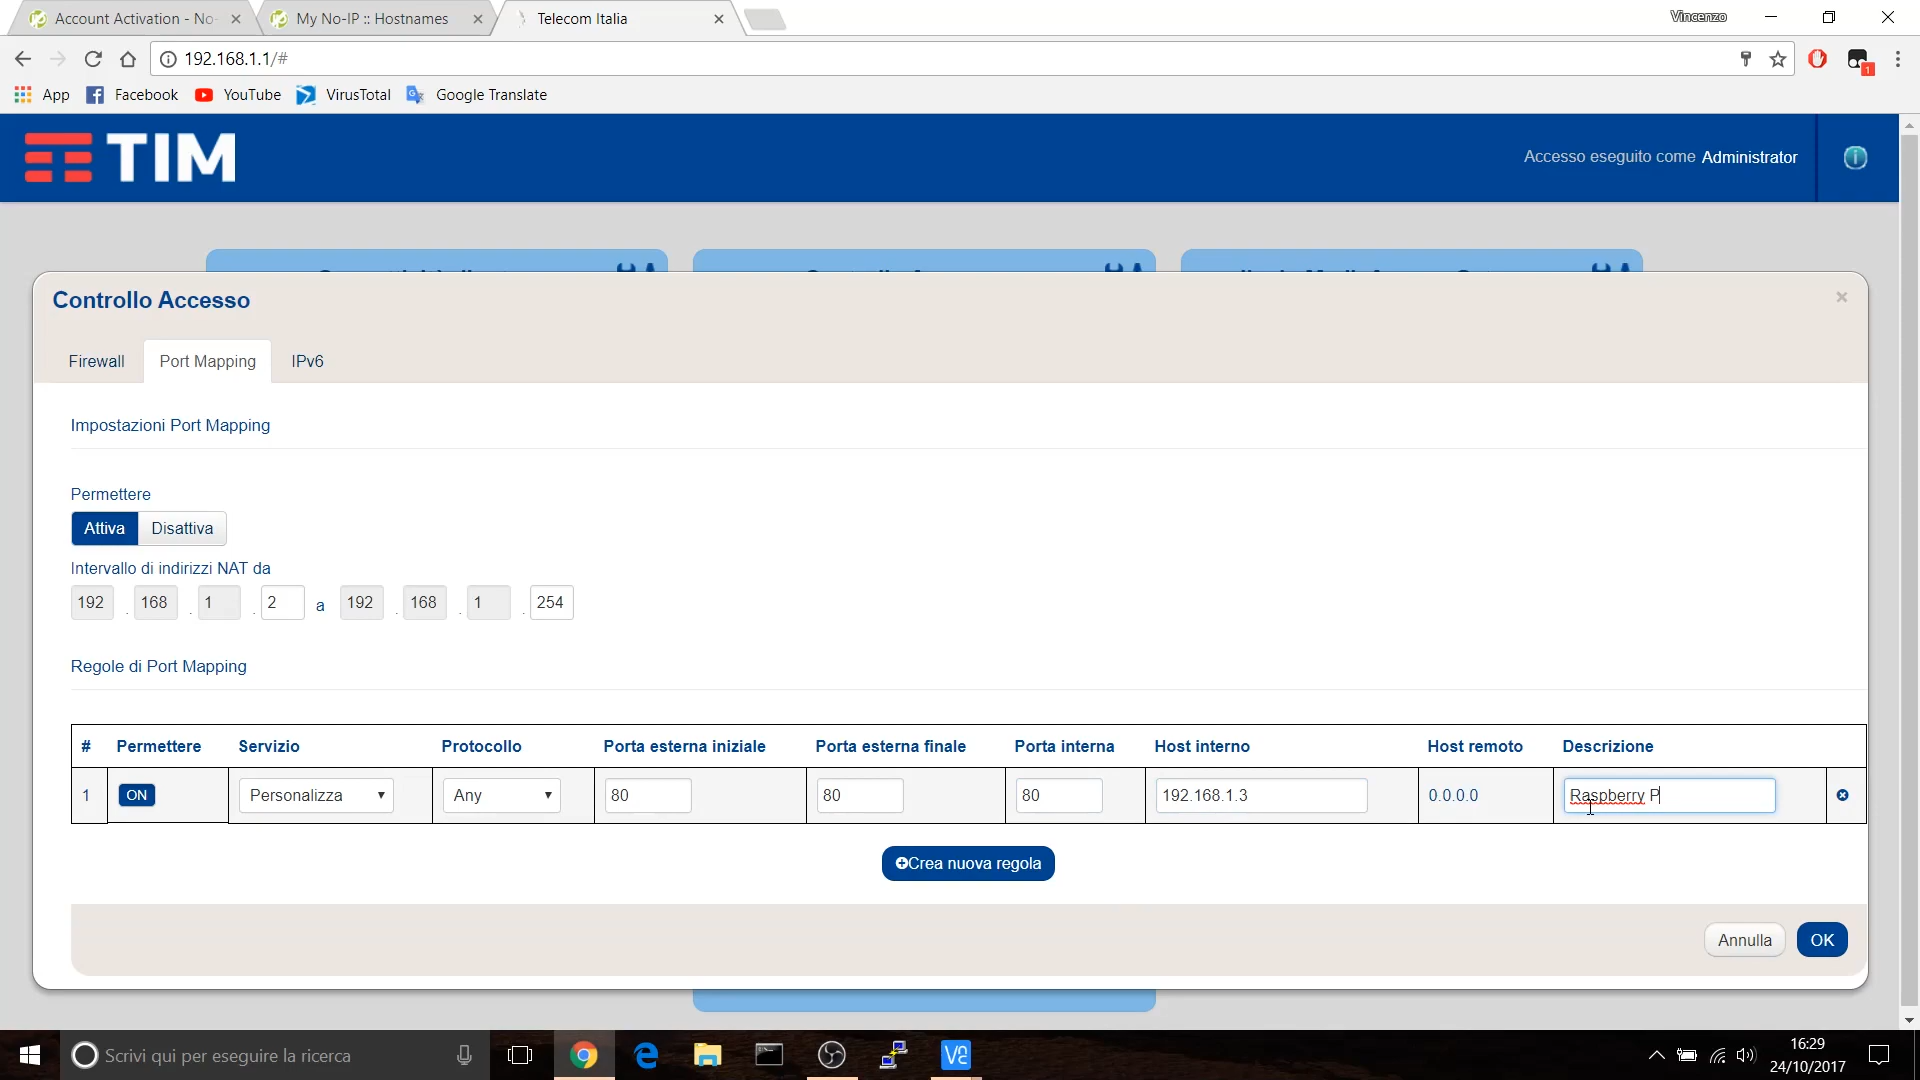 Account Activation - No-
My No-IP :: Hostnames
Telecom Italia
Vincenzo
192.168.1.1/#
1
App
Facebook
YouTube
VirusTotal
Google Translate
TIM
Accesso eseguito come Administrator
Controllo Accesso
Firewall
Port Mapping
IPv6
Impostazioni Port Mapping
Permettere
Attiva
Disattiva
Intervallo di indirizzi NAT da
192 . 168 . 1 . 2 a 192 . 168 . 1 . 254
Regole di Port Mapping
# Permettere Servizio Protocollo Porta esterna iniziale Porta esterna finale Porta interna Host interno Host remoto Descrizione
1 ON Personalizza Any 80 80 80 192.168.1.3 0.0.0.0 Raspberry P
Crea nuova regola
Annulla
OK
Scrivi qui per eseguire la ricerca
16:29
24/10/2017